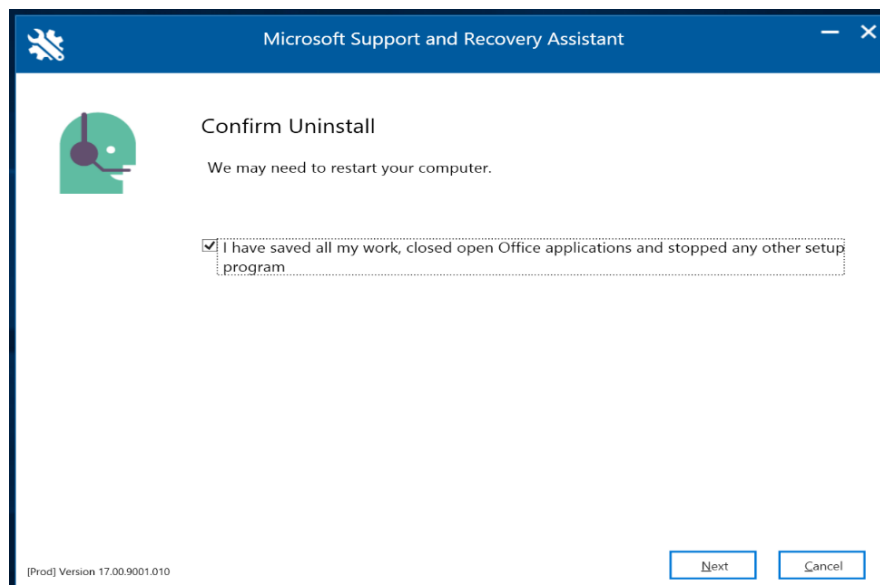 Microsoft Support and Recovery Assistant
Confirm Uninstall
We may need to restart your computer.
I have saved all my work, closed open Office applications and stopped any other setup
program
[Prod] Version 17.00.9001.010
Next
Cancel